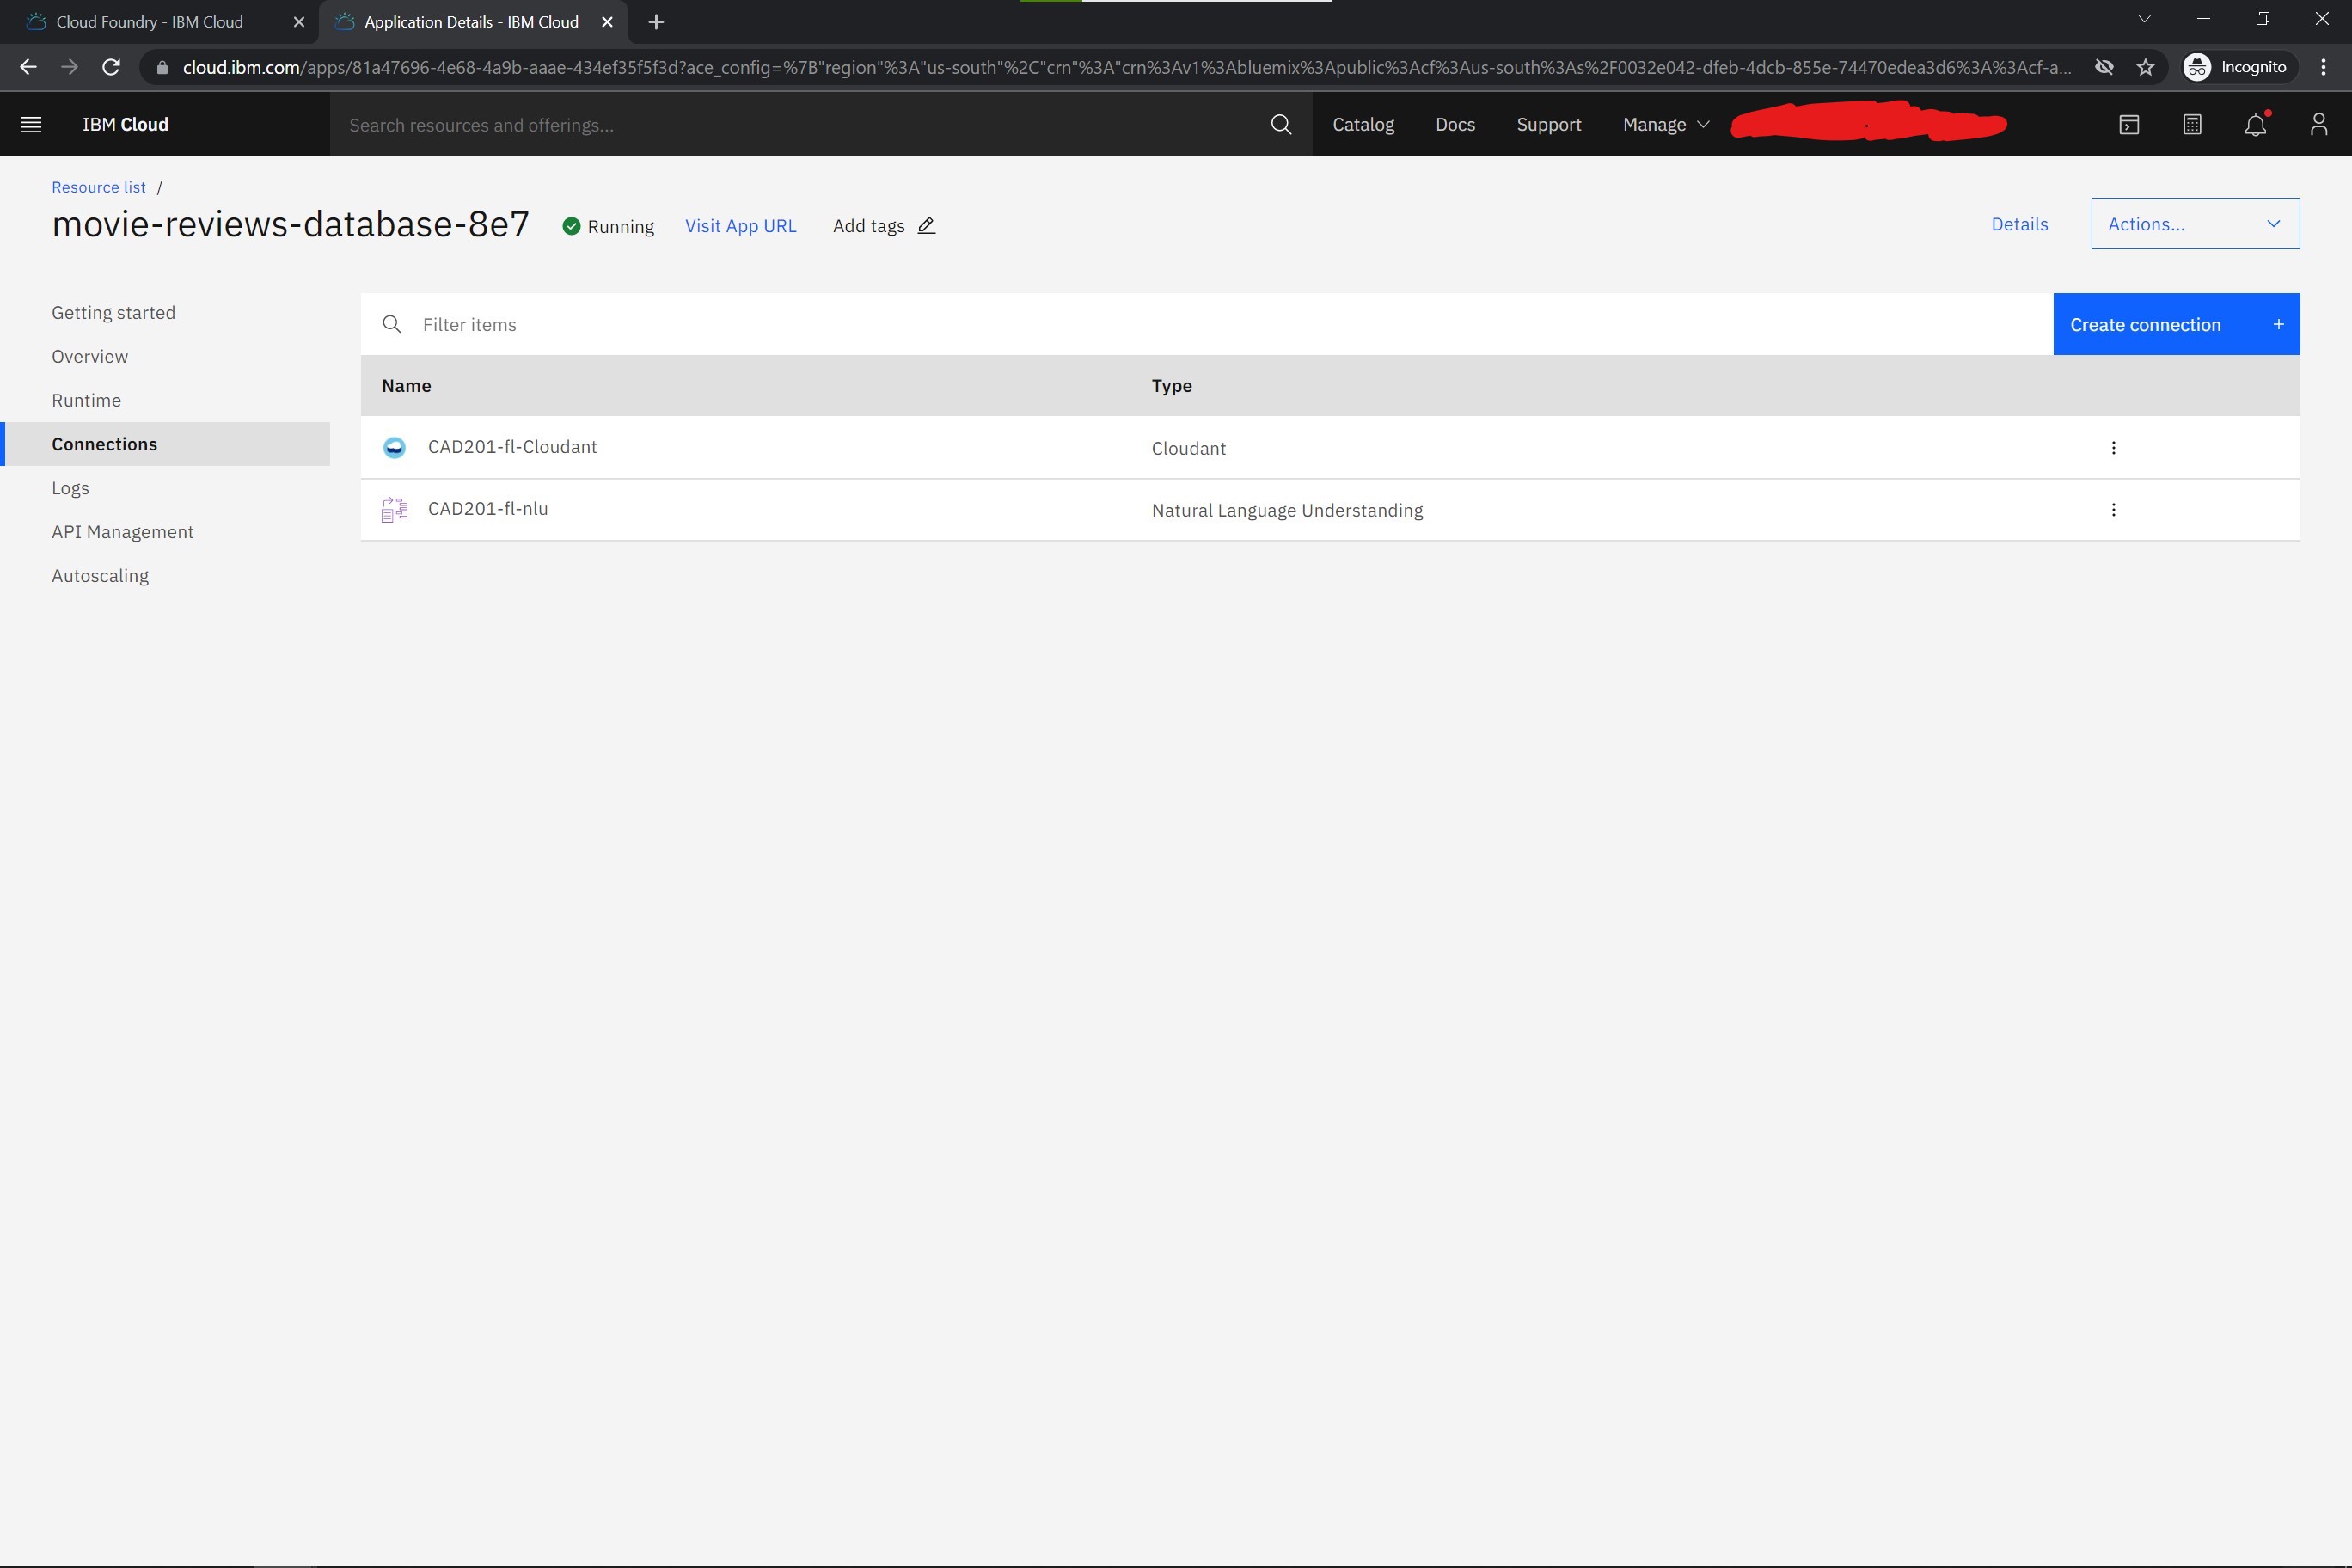 Cloud Foundry - IBM Cloud
Application Details - IBM Cloud
cloud.ibm.com/apps/81a47696-4e68-4a9b-aaae-434ef35f5f3d?ace_config=%7B"region"%3A"us-south"%2C"crn"%3A"crn%3Av1%3Abluemix%3Apublic%3Acf%3Aus-south%3As%2F0032e042-dfeb-4dcb-855e-74470edea3d6%3A%3Acf-a...
Incognito
IBM Cloud
Search resources and offerings...
Catalog
Docs
Support
Manage
Resource list /
movie-reviews-database-8e7
Running
Visit App URL
Add tags
Details
Actions...
Getting started
Overview
Runtime
Connections
Logs
API Management
Autoscaling
Filter items
Create connection +
Name Type
CAD201-fl-Cloudant Cloudant
CAD201-fl-nlu Natural Language Understanding